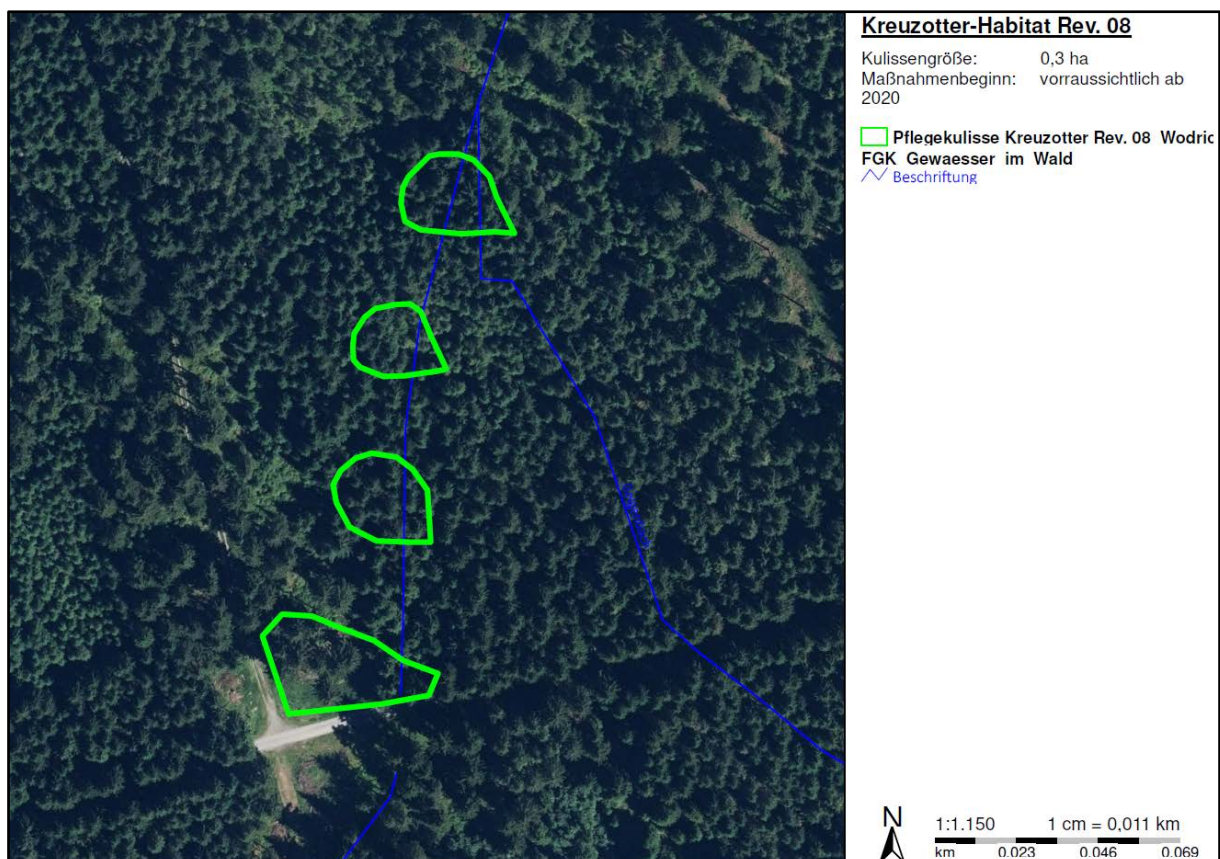 Kreuzotter-Habitat Rev. 08
Kulissengröße: 0,3 ha
Maßnahmenbeginn: vorraussichtlich ab
2020
Pflegekulisse Kreuzotter Rev. 08 Wodric
FGK Gewaesser im Wald
Beschriftung
N
1:1.150 1 cm = 0,011 km
km 0.023 0.046 0.069